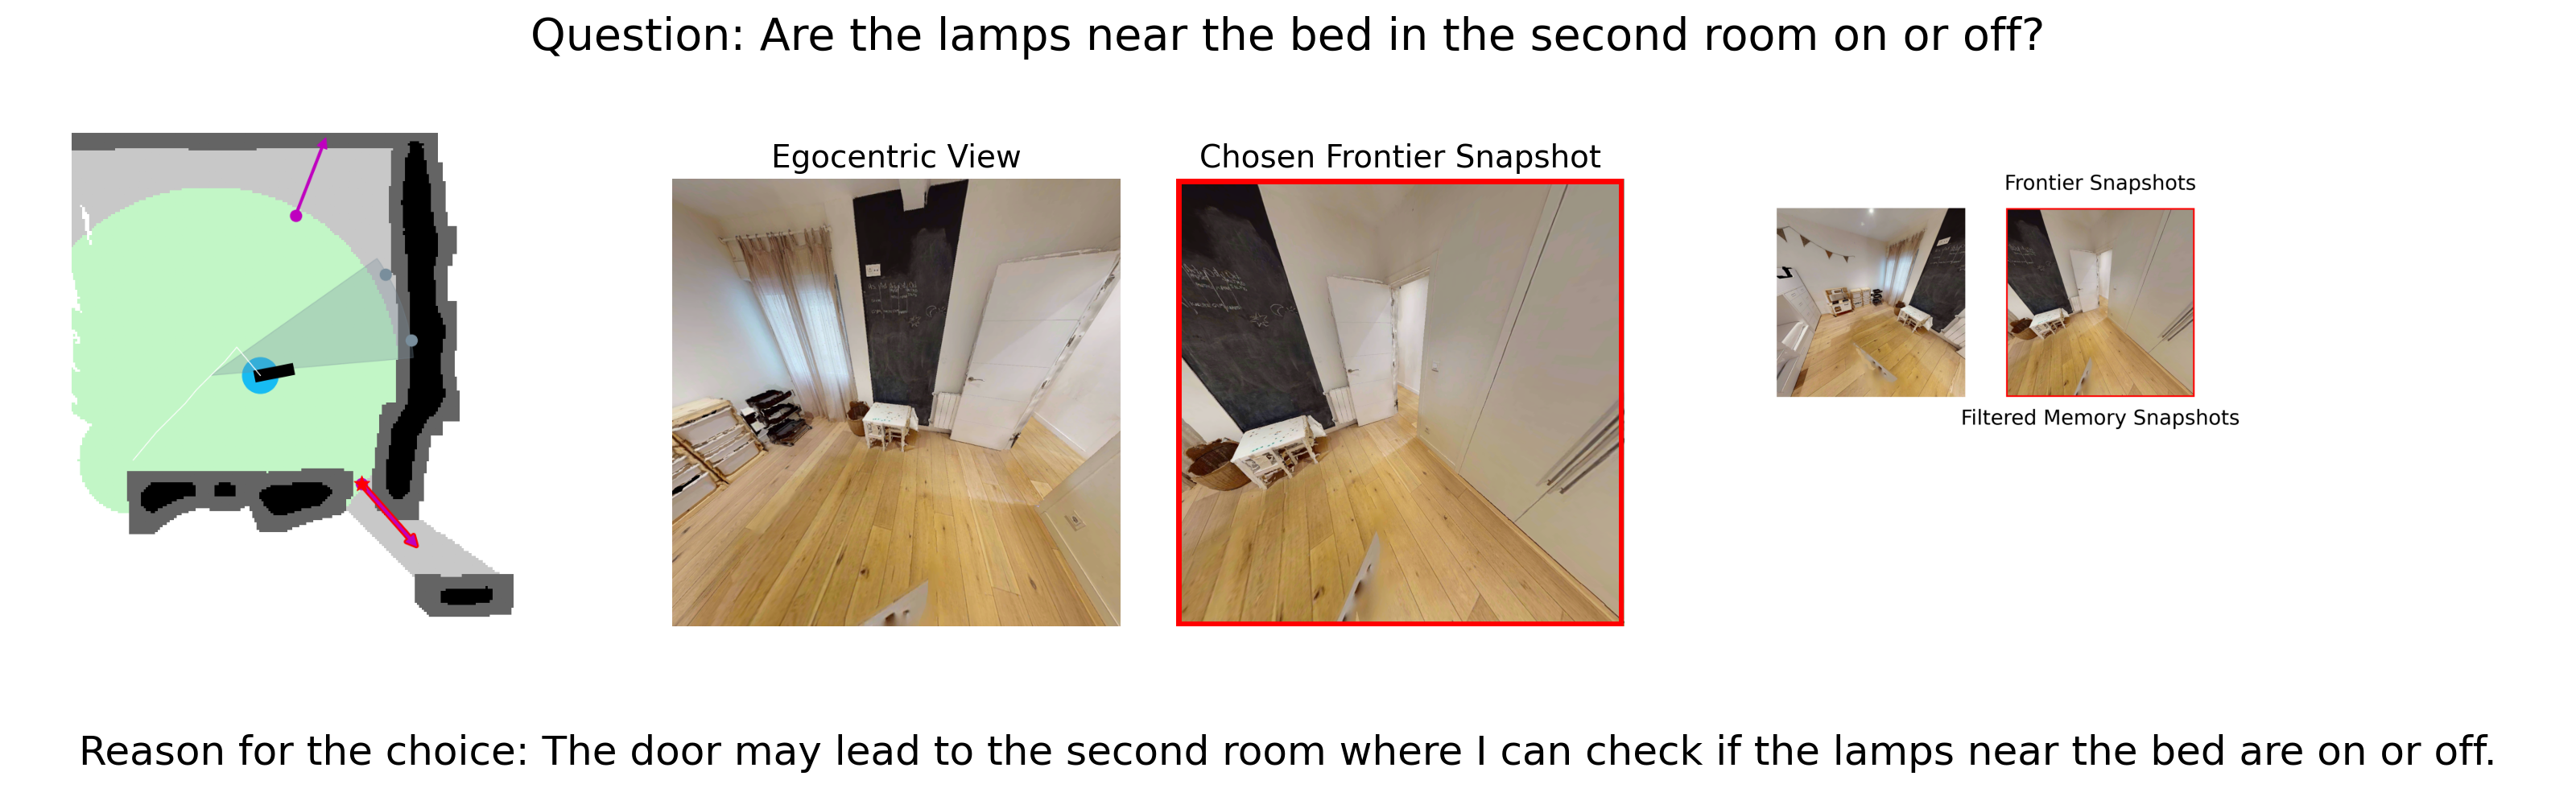 Question: Are the lamps near the bed in the second room on or off?
Egocentric View
Chosen Frontier Snapshot
Frontier Snapshots
Filtered Memory Snapshots
Reason for the choice: The door may lead to the second room where I can check if the lamps near the bed are on or off.